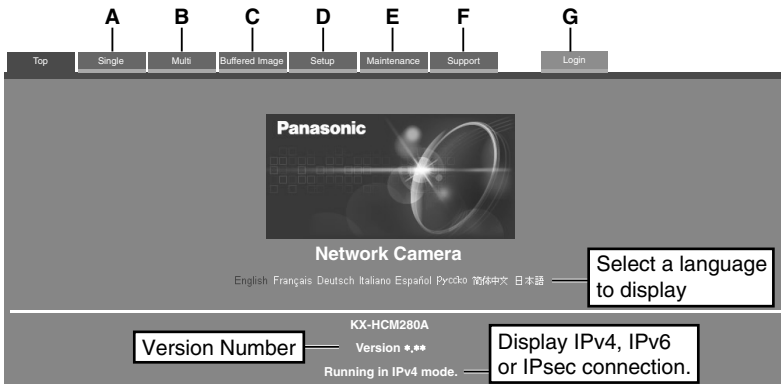 A B C D E F G
Top Single Multi Buffered Image Setup Maintenance Support Login
Panasonic
Network Camera
English Français Deutsch Italiano Español Русско 简体中文 日本語
Select a language
to display
KX-HCM280A
Version Number
Version *.**
Display IPv4, IPv6
or IPsec connection.
Running in IPv4 mode.